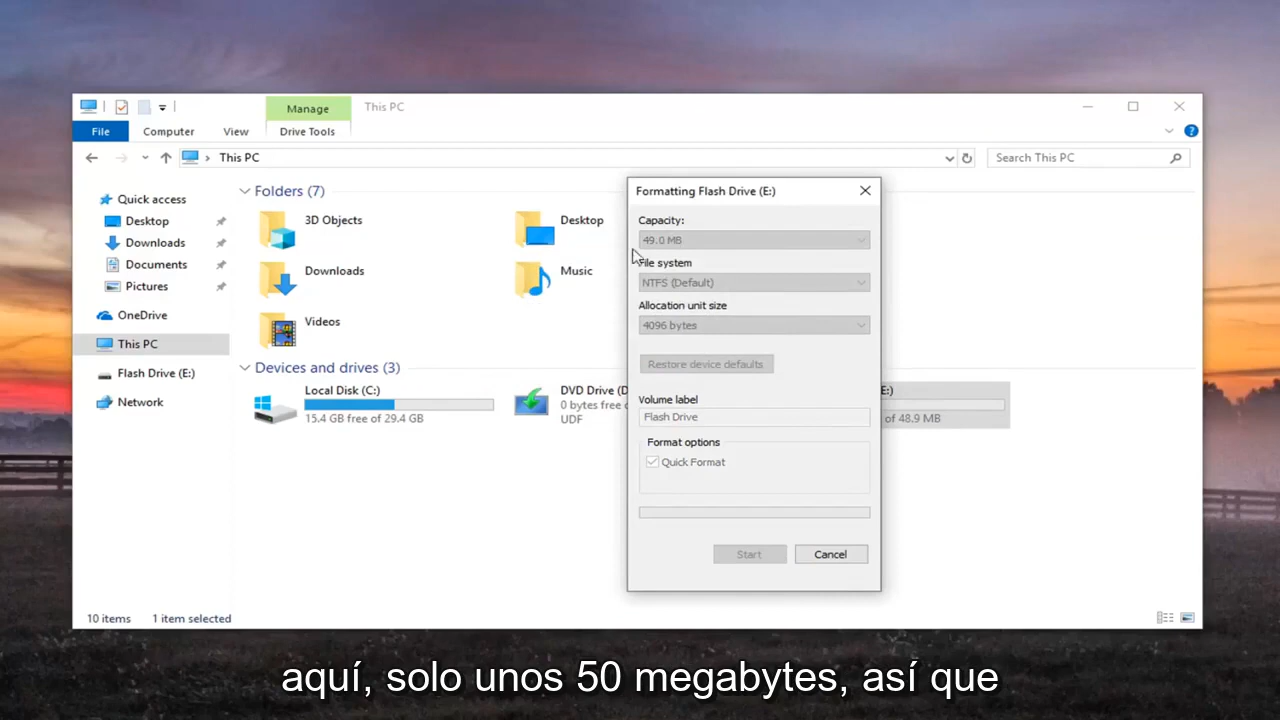 Manage
This PC
File
Computer
View
Drive Tools
This PC
Search This PC
Quick access
Desktop
Downloads
Documents
Pictures
OneDrive
This PC
Flash Drive (E:)
Network
Folders (7)
3D Objects
Desktop
Downloads
Music
Videos
Devices and drives (3)
Local Disk (C:)
15.4 GB free of 29.4 GB
DVD Drive (D
0 bytes free
UDF
E:)
of 48.9 MB
Formatting Flash Drive (E:)
Capacity:
49.0 MB
File system
NTFS (Default)
Allocation unit size
4096 bytes
Restore device defaults
Volume label
Flash Drive
Format options
Quick Format
Start
Cancel
10 items
1 item selected
aquí, solo unos 50 megabytes, así que